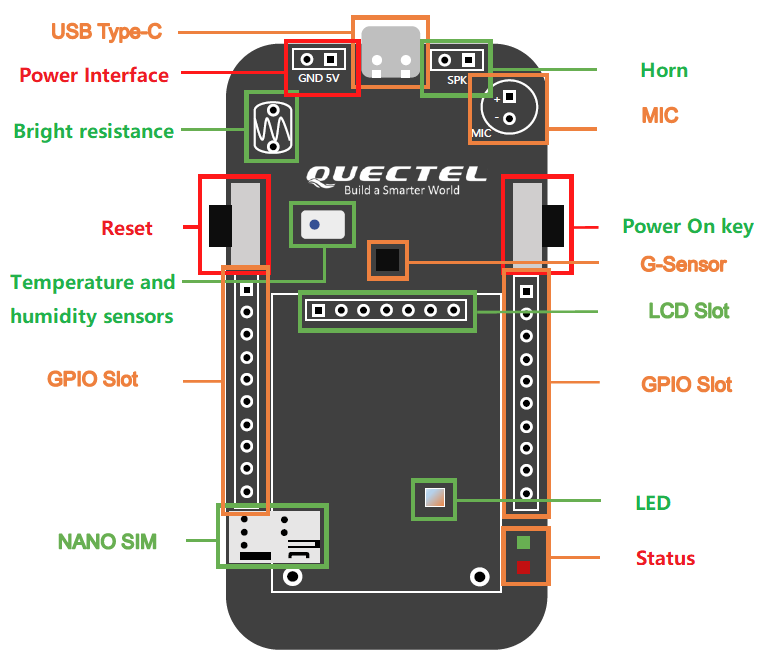 USB Type-C
Power Interface
GND 5V
SPK
Horn
+
-
MIC
MIC
Bright resistance
QUECTEL
Build a Smarter World
Reset
Power On key
Temperature and
humidity sensors
G-Sensor
LCD Slot
GPIO Slot
GPIO Slot
LED
NANO SIM
Status